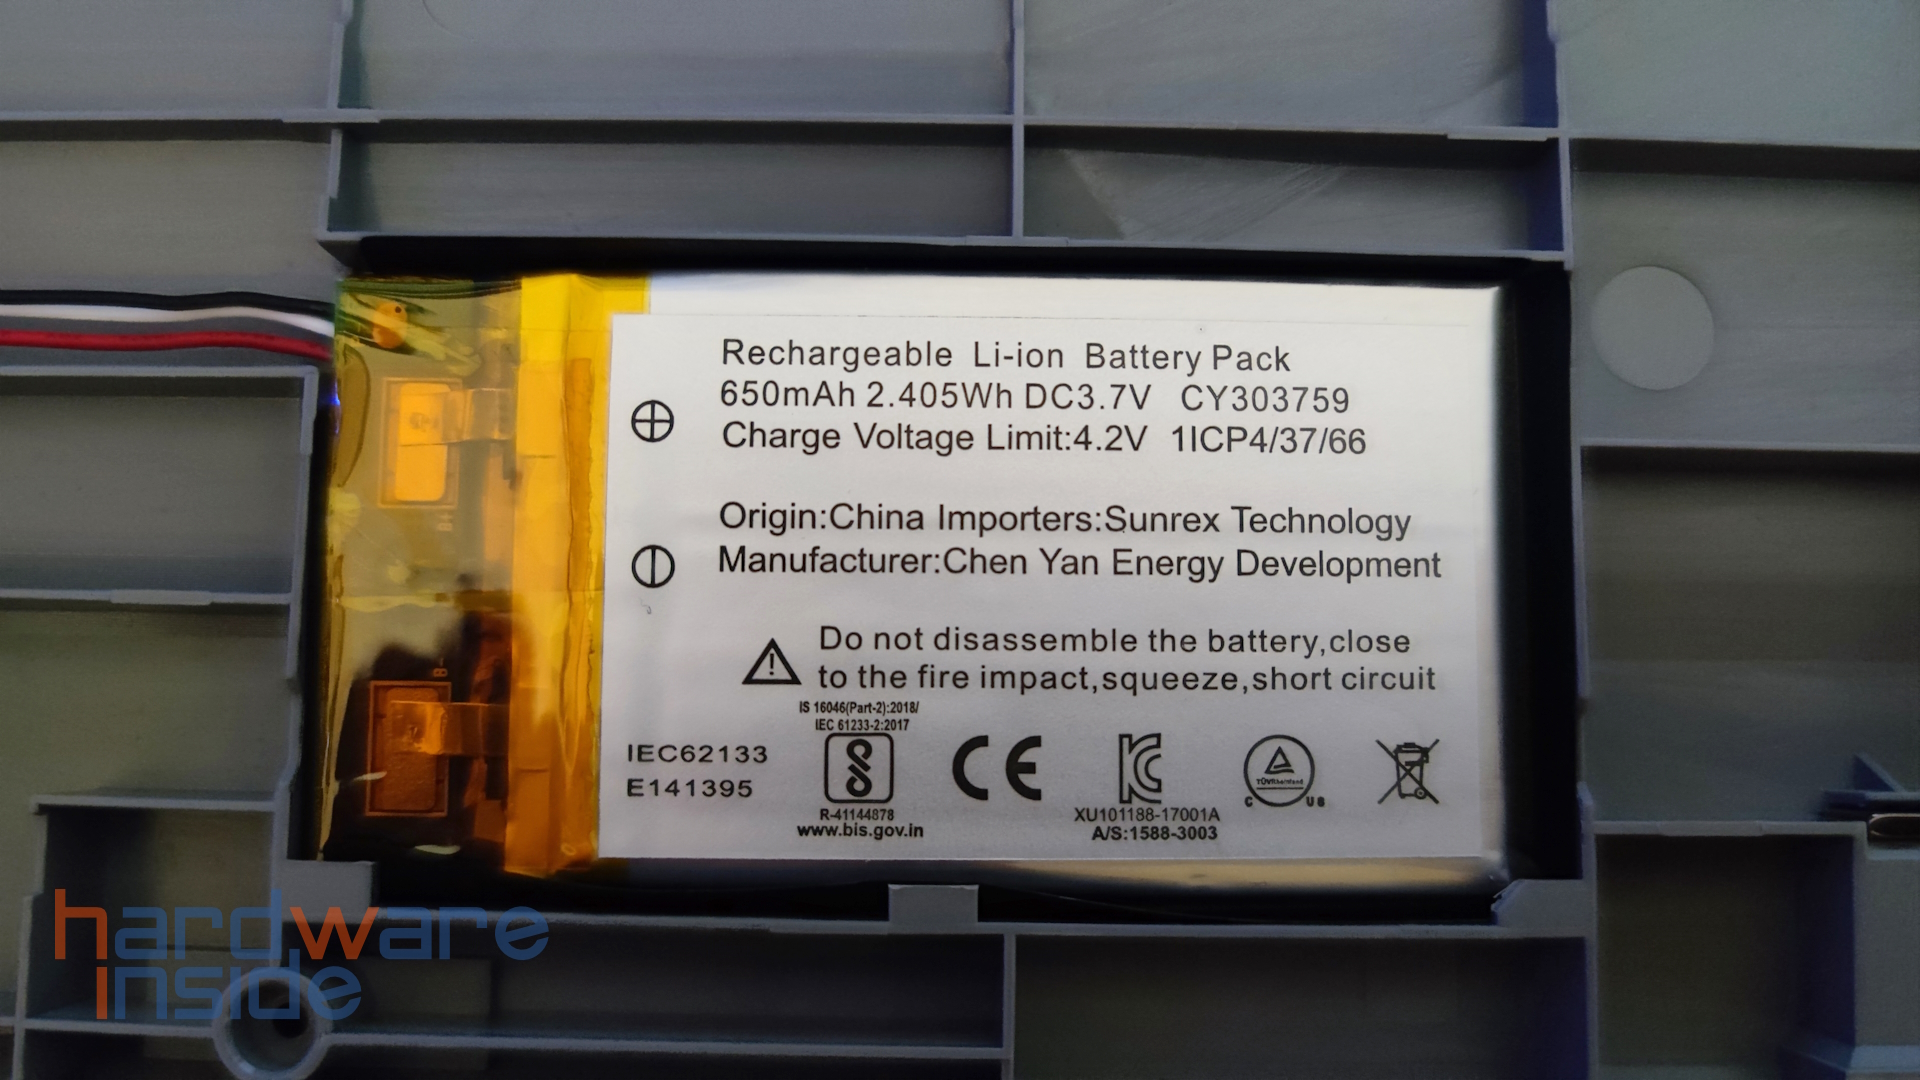 Rechargeable Li-ion Battery Pack
650mAh 2.405Wh DC3.7V CY303759
Charge Voltage Limit:4.2V 1ICP4/37/66
Origin:China Importers:Sunrex Technology
Manufacturer:Chen Yan Energy Development
Do not disassemble the battery,close
to the fire impact,squeeze,short circuit
IS 16046(Part-2):2018/
IEC 61233-2:2017
IEC62133
E141395
R-41144878
www.bis.gov.in
CE
KC
XU101188-17001A
A/S:1588-3003
TÜVRheinland
C US
B-
hardware
inside